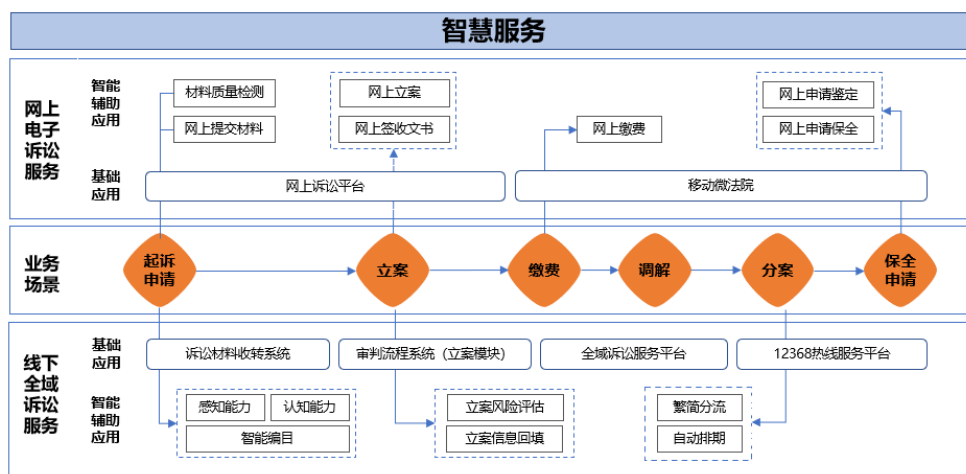 智慧服务
网上
电子
诉讼
服务
智能
辅助
应用
材料质量检测
网上立案
网上申请鉴定
网上提交材料
网上签收文书
网上缴费
网上申请保全
基础
应用
网上诉讼平台
移动微法院
业务
场景
起诉
申请
立案
缴费
调解
分案
保全
申请
线下
全域
诉讼
服务
基础
应用
诉讼材料收转系统
审判流程系统（立案模块）
全域诉讼服务平台
12368热线服务平台
智能
辅助
应用
感知能力
认知能力
立案风险评估
繁简分流
智能编目
立案信息回填
自动排期